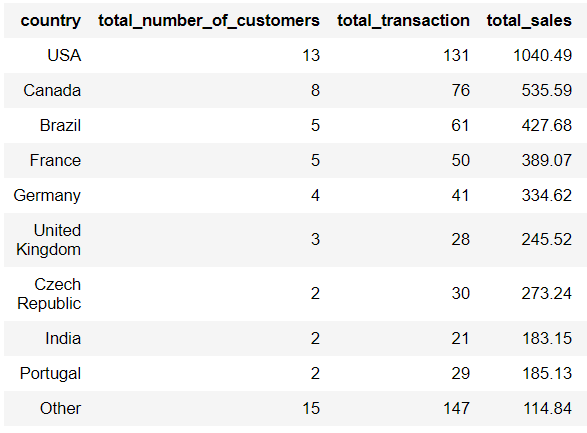 country total_number_of_customers total_transaction total_sales
USA 13 131 1040.49
Canada 8 76 535.59
Brazil 5 61 427.68
France 5 50 389.07
Germany 4 41 334.62
United
Kingdom 3 28 245.52
Czech
Republic 2 30 273.24
India 2 21 183.15
Portugal 2 29 185.13
Other 15 147 114.84